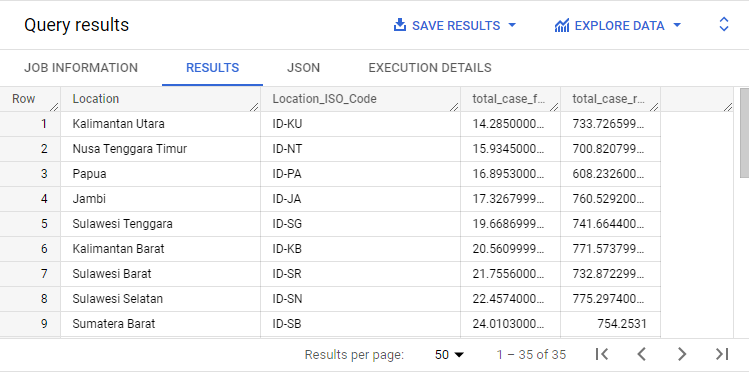 Query results SAVE RESULTS EXPLORE DATA
JOB INFORMATION RESULTS JSON EXECUTION DETAILS
Row Location Location_ISO_Code total_case_f... total_case_r...
1 Kalimantan Utara ID-KU 14.2850000... 733.726599...
2 Nusa Tenggara Timur ID-NT 15.9345000... 700.820799...
3 Papua ID-PA 16.8953000... 608.232600...
4 Jambi ID-JA 17.3267999... 760.529200...
5 Sulawesi Tenggara ID-SG 19.6686999... 741.664400...
6 Kalimantan Barat ID-KB 20.5609999... 771.573799...
7 Sulawesi Barat ID-SR 21.7556000... 732.872299...
8 Sulawesi Selatan ID-SN 22.4574000... 775.297400...
9 Sumatera Barat ID-SB 24.0103000... 754.2531
Results per page: 50 1 – 35 of 35